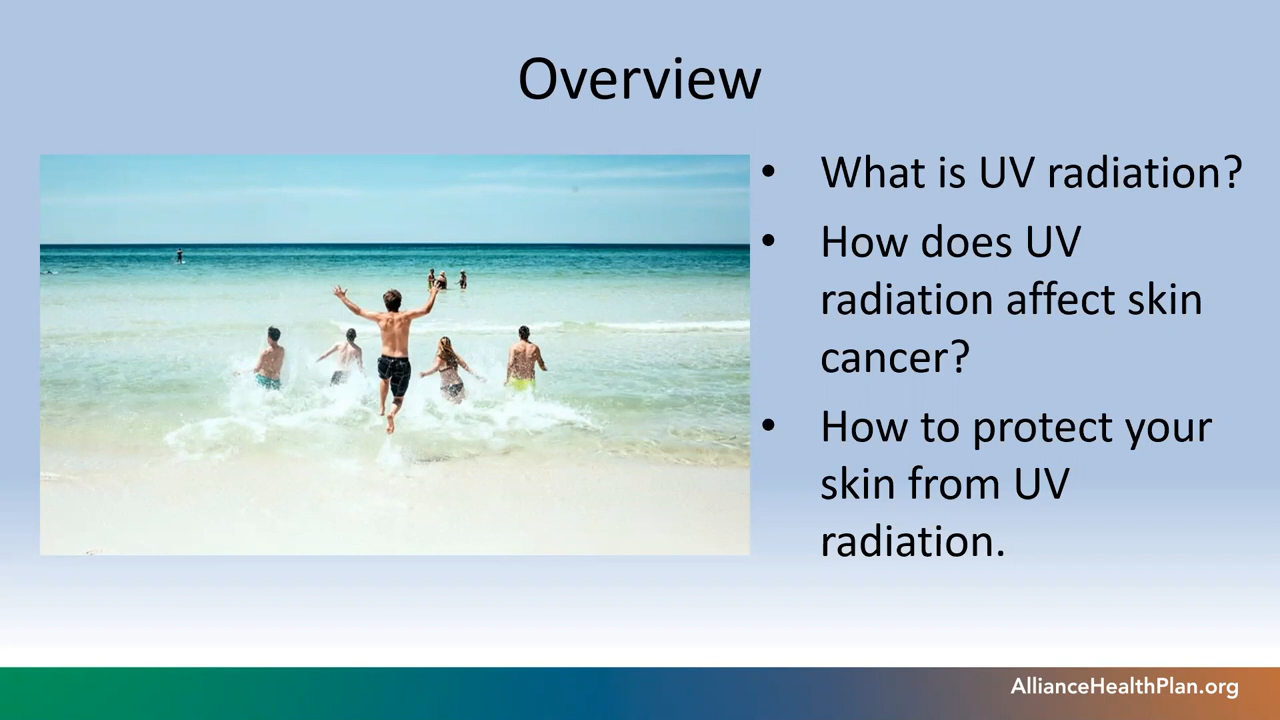 Overview
• What is UV radiation?
• How does UV
radiation affect skin
cancer?
• How to protect your
skin from UV
radiation.
AllianceHealthPlan.org